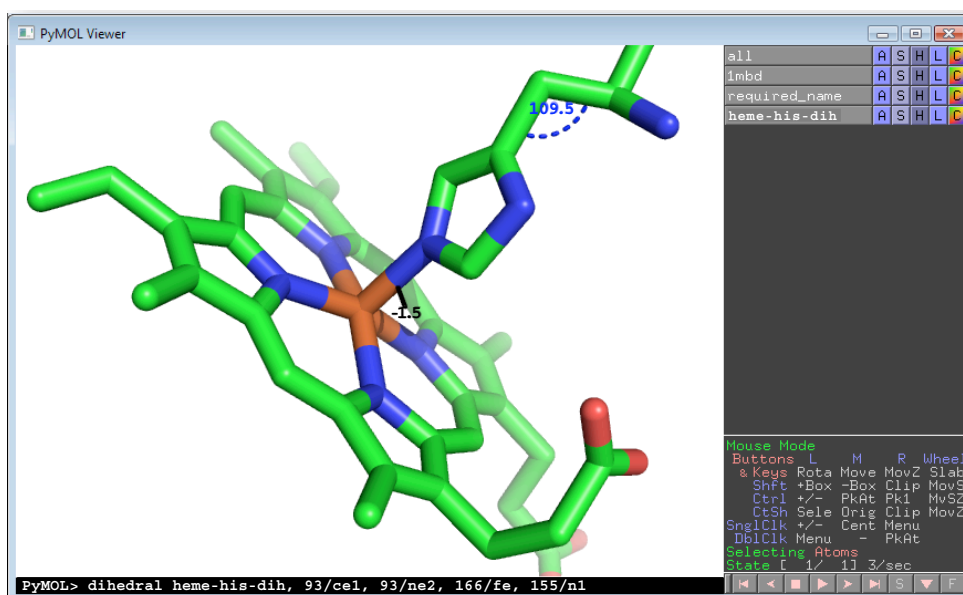 PyMOL Viewer
109.5
-1.5
all A S H L C
1mbd A S H L C
required_name A S H L C
heme-his-dih A S H L C
Mouse Mode
Buttons L M R Wheel
& Keys Rota Move MovZ Slab
Shft +Box -Box Clip MovS
Ctrl +/- PkAt Pk1 MvSZ
CtSh Sele Orig Clip MovZ
SnglClk +/- Cent Menu
DblClk Menu - PkAt
Selecting Atoms
State [ 1/ 1] 3/sec
S F
PyMOL> dihedral heme-his-dih, 93/ce1, 93/ne2, 166/fe, 155/n1